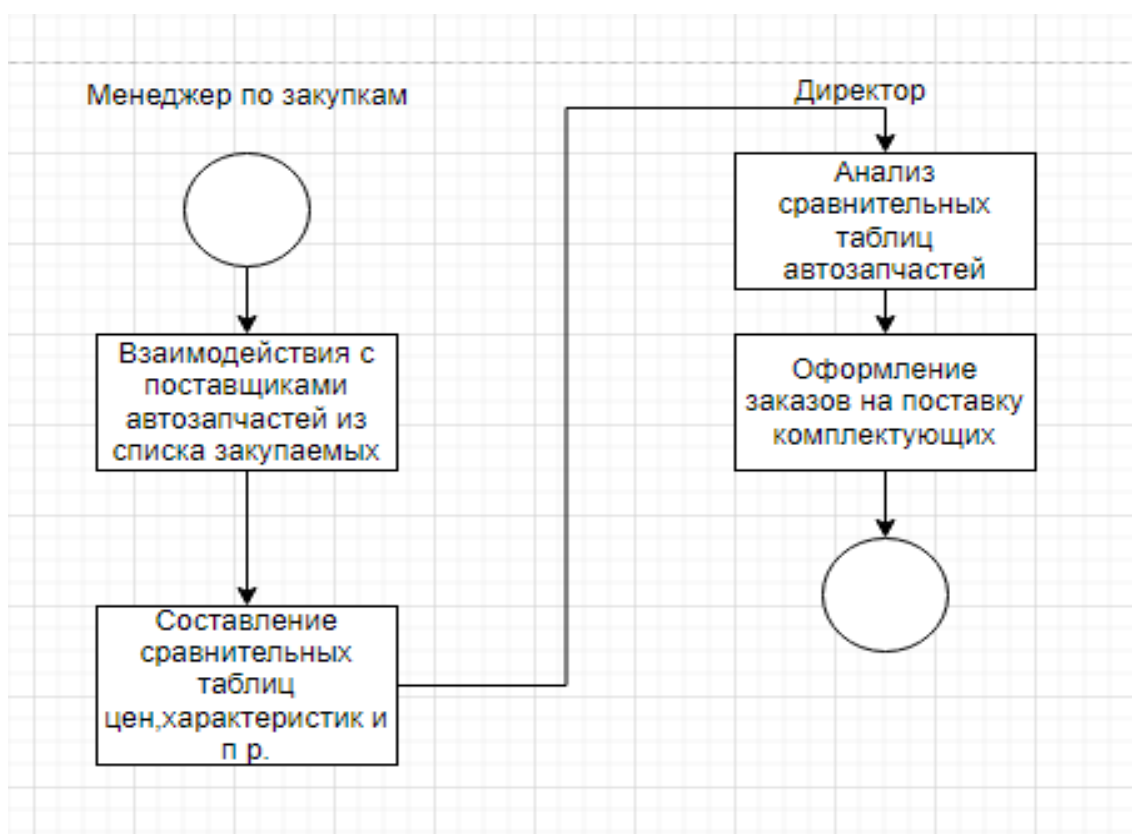 Менеджер по закупкам
Взаимодействия с
поставщиками
автозапчастей из
списка закупаемых
Составление
сравнительных
таблиц
цен,характеристик и
п р.
Директор
Анализ
сравнительных
таблиц
автозапчастей
Оформление
заказов на поставку
комплектующих